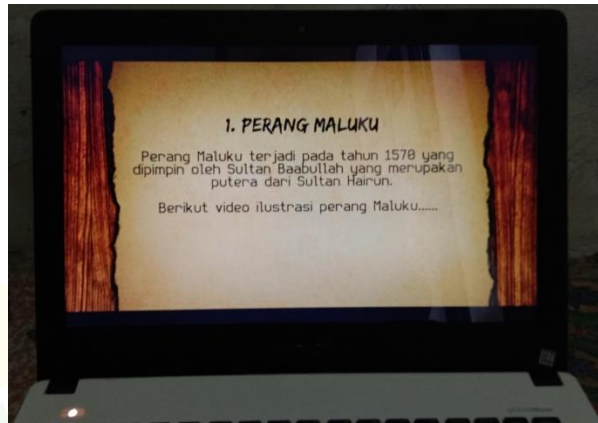 1. PERANG MALUKU
Perang Maluku terjadi pada tahun 1570 yang
dipimpin oleh Sultan Baabullah yang merupakan
putera dari Sultan Hairun.
Berikut video ilustrasi perang Maluku......